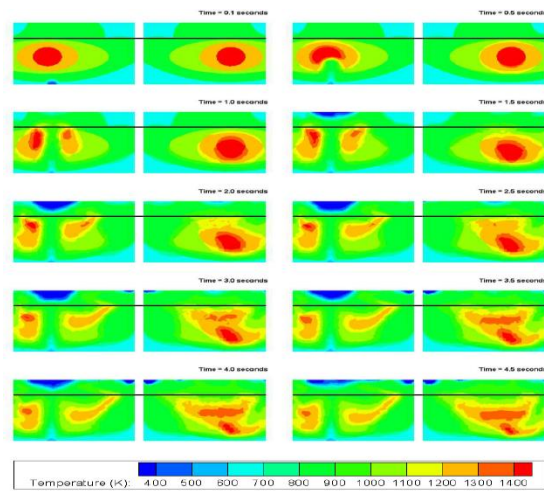 Time = 0.1 seconds
Time = 0.5 seconds
Time = 1.0 seconds
Time = 1.5 seconds
Time = 2.0 seconds
Time = 2.5 seconds
Time = 3.0 seconds
Time = 3.5 seconds
Time = 4.0 seconds
Time = 4.5 seconds
Temperature (K): 400 500 600 700 800 900 1000 1100 1200 1300 1400